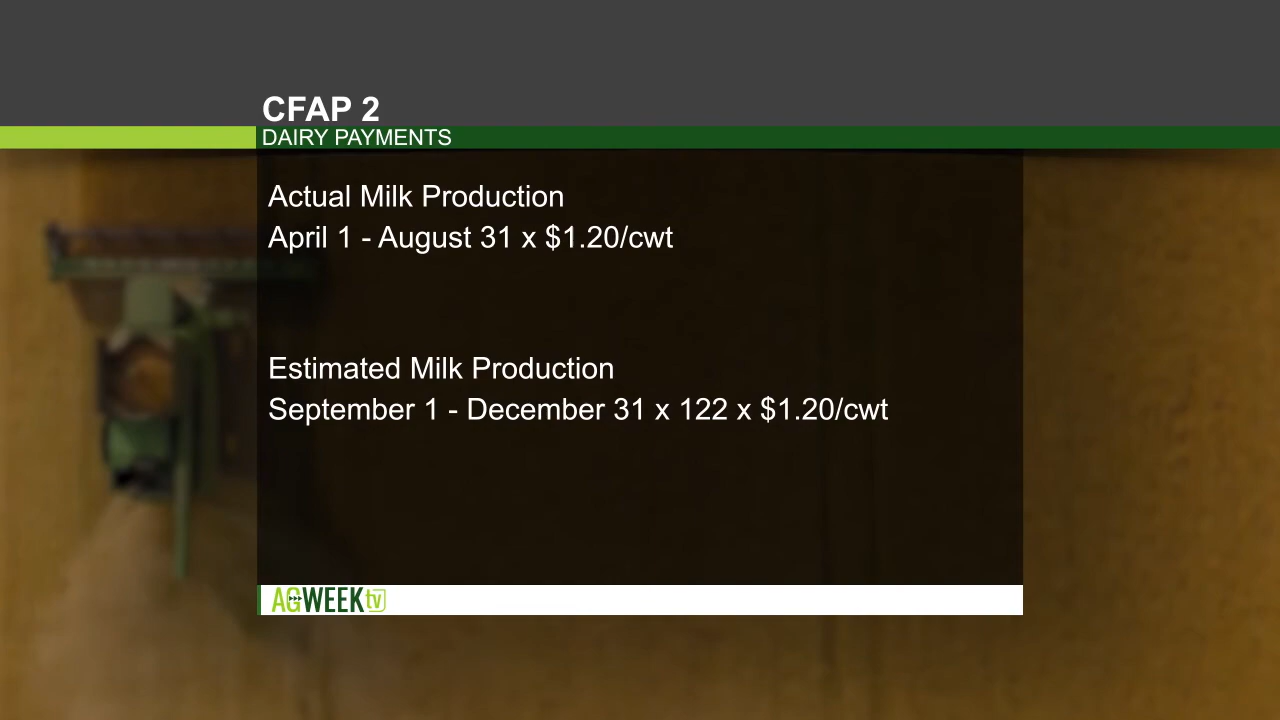 CFAP 2
DAIRY PAYMENTS
Actual Milk Production
April 1 - August 31 x $1.20/cwt
Estimated Milk Production
September 1 - December 31 x 122 x $1.20/cwt
AGWEEK tv